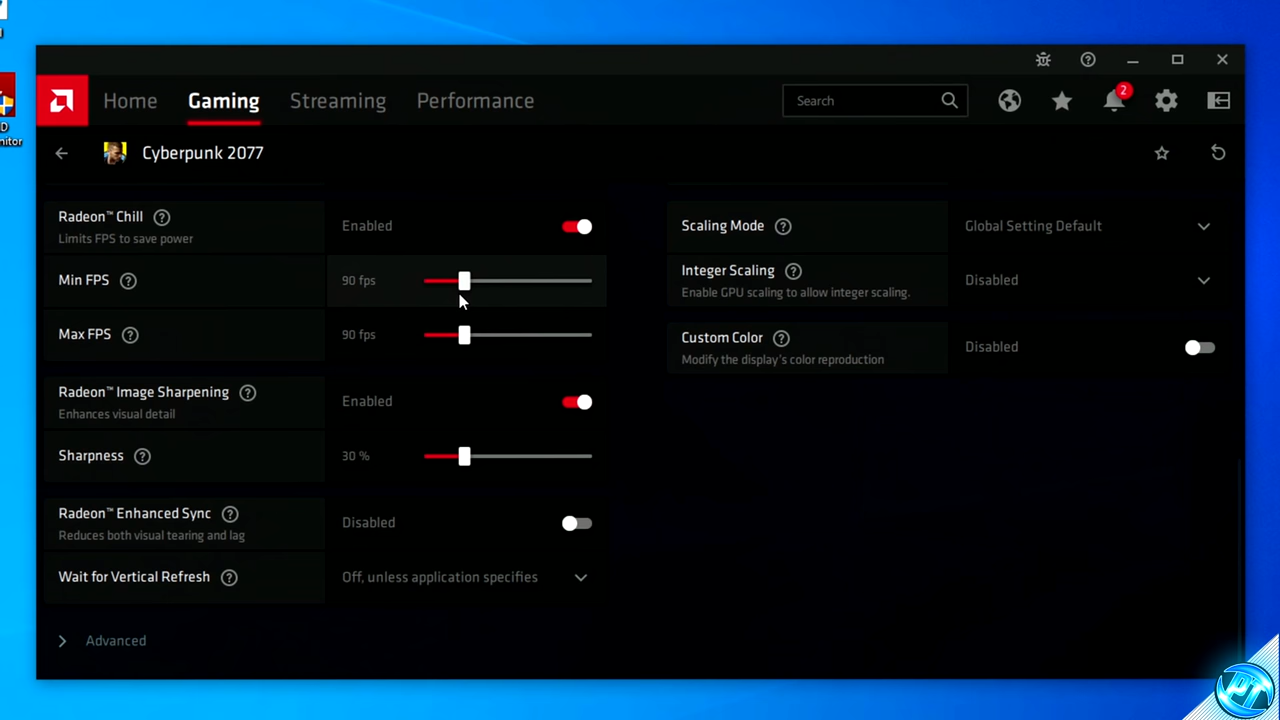 D
nitor
Home
Gaming
Streaming
Performance
Search
2
Cyberpunk 2077
Radeon™ Chill
Limits FPS to save power
Enabled
Min FPS
90 fps
Max FPS
90 fps
Radeon™ Image Sharpening
Enhances visual detail
Enabled
Sharpness
30 %
Radeon™ Enhanced Sync
Reduces both visual tearing and lag
Disabled
Wait for Vertical Refresh
Off, unless application specifies
Advanced
Scaling Mode
Global Setting Default
Integer Scaling
Enable GPU scaling to allow integer scaling.
Disabled
Custom Color
Modify the display's color reproduction
Disabled
PT